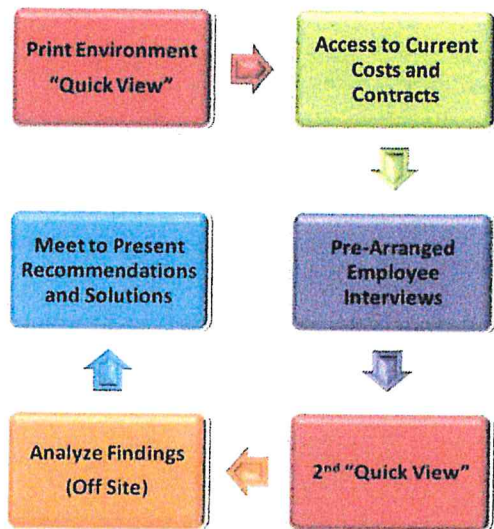 Print Environment
“Quick View”
Access to Current
Costs and
Contracts
Pre-Arranged
Employee
Interviews
2nd “Quick View”
Analyze Findings
(Off Site)
Meet to Present
Recommendations
and Solutions